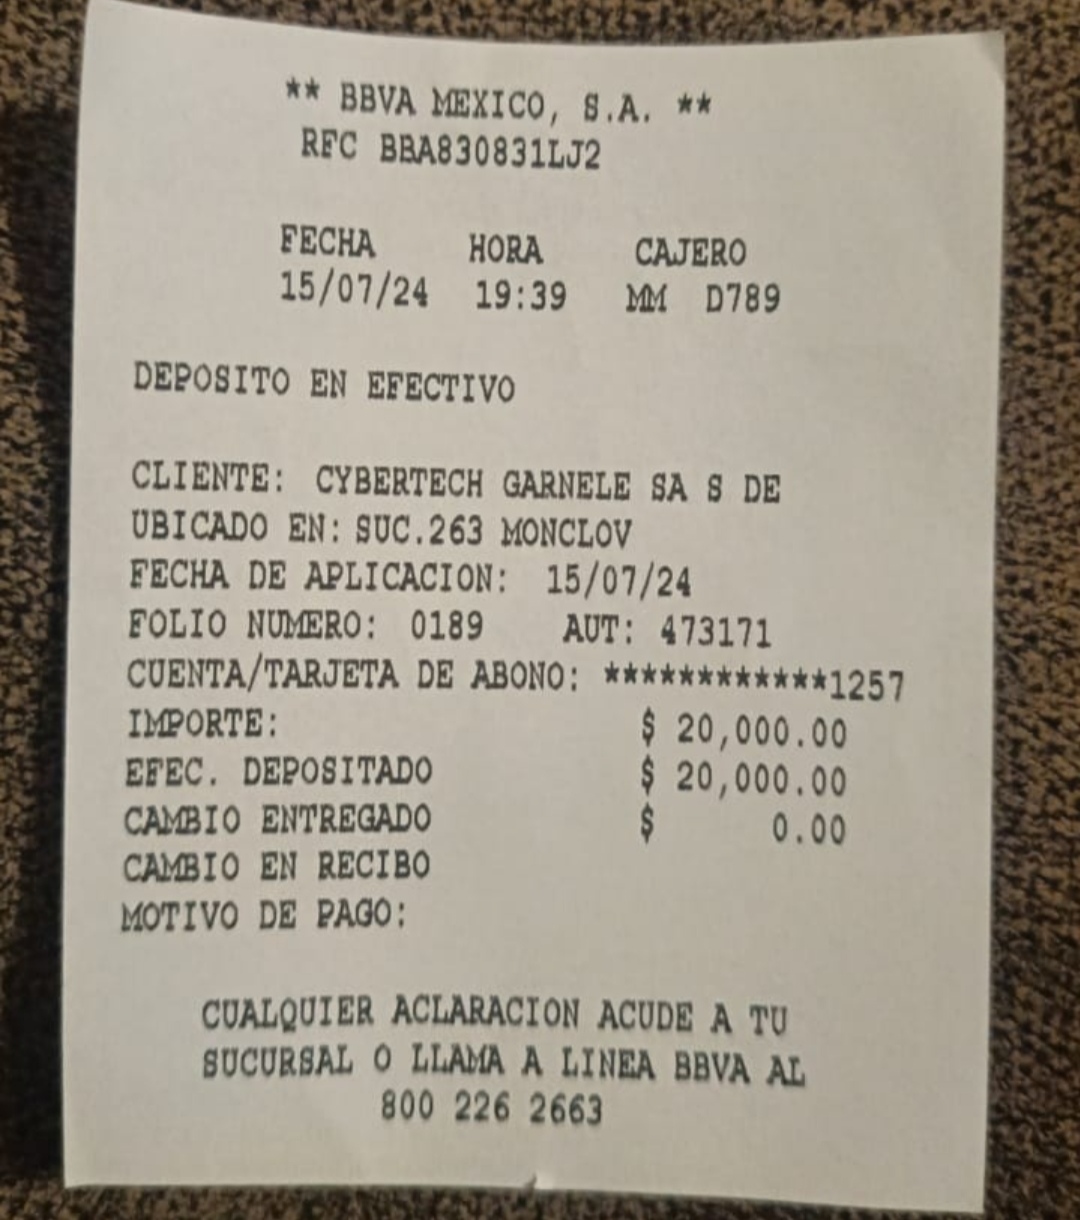 ** BBVA MEXICO, S.A. **
RFC BBA830831LJ2
FECHA HORA CAJERO
15/07/24 19:39 MM D789
DEPOSITO EN EFECTIVO
CLIENTE: CYBERTECH GARNELE SA S DE
UBICADO EN: SUC.263 MONCLOV
FECHA DE APLICACION: 15/07/24
FOLIO NUMERO: 0189 AUT: 473171
CUENTA/TARJETA DE ABONO: ************1257
IMPORTE: $ 20,000.00
EFEC. DEPOSITADO $ 20,000.00
CAMBIO ENTREGADO $ 0.00
CAMBIO EN RECIBO
MOTIVO DE PAGO:
CUALQUIER ACLARACION ACUDE A TU
SUCURSAL O LLAMA A LINEA BBVA AL
800 226 2663